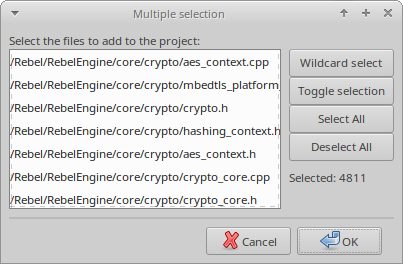 Multiple selection
Select the files to add to the project:
/Rebel/RebelEngine/core/crypto/aes_context.cpp
/Rebel/RebelEngine/core/crypto/mbedtls_platform_
/Rebel/RebelEngine/core/crypto/crypto.h
/Rebel/RebelEngine/core/crypto/hashing_context.h
/Rebel/RebelEngine/core/crypto/aes_context.h
/Rebel/RebelEngine/core/crypto/crypto_core.cpp
/Rebel/RebelEngine/core/crypto/crypto_core.h
Wildcard select
Toggle selection
Select All
Deselect All
Selected: 4811
Cancel
OK